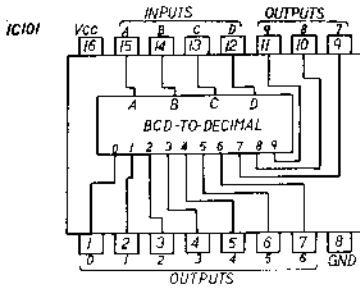 IC101
INPUTS OUTPUTS
VCC A B C D 9 8 7
16 15 14 13 12 11 10 9
A B C D
BCD-TO-DECIMAL
0 1 2 3 4 5 6 7 8 9
1 2 3 4 5 6 7 8
0 1 2 3 4 5 6 GND
OUTPUTS